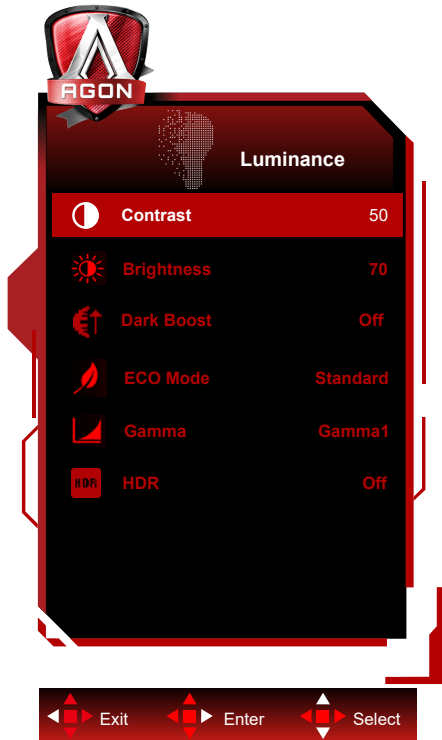 AGON
Luminance
Contrast 50
Brightness 70
Dark Boost Off
ECO Mode Standard
Gamma Gamma1
HDR HDR Off
Exit Enter Select